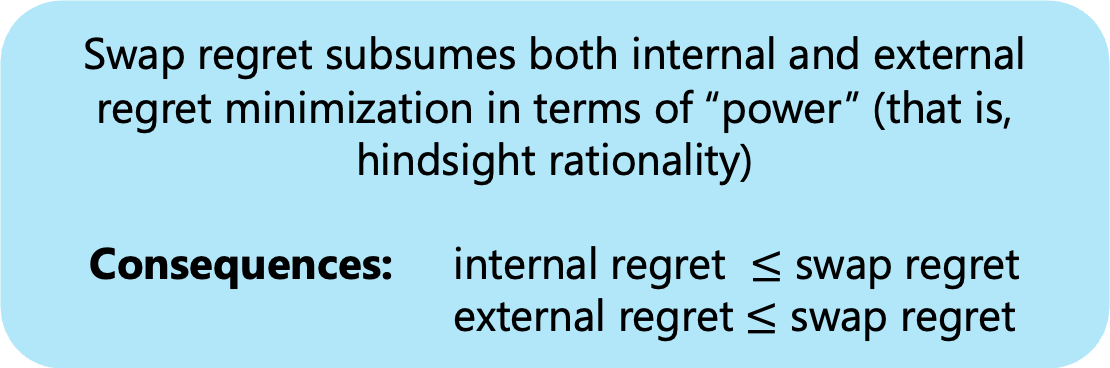 Swap regret subsumes both internal and external
regret minimization in terms of “power” (that is,
hindsight rationality)
Consequences: internal regret ≤ swap regret
external regret ≤ swap regret